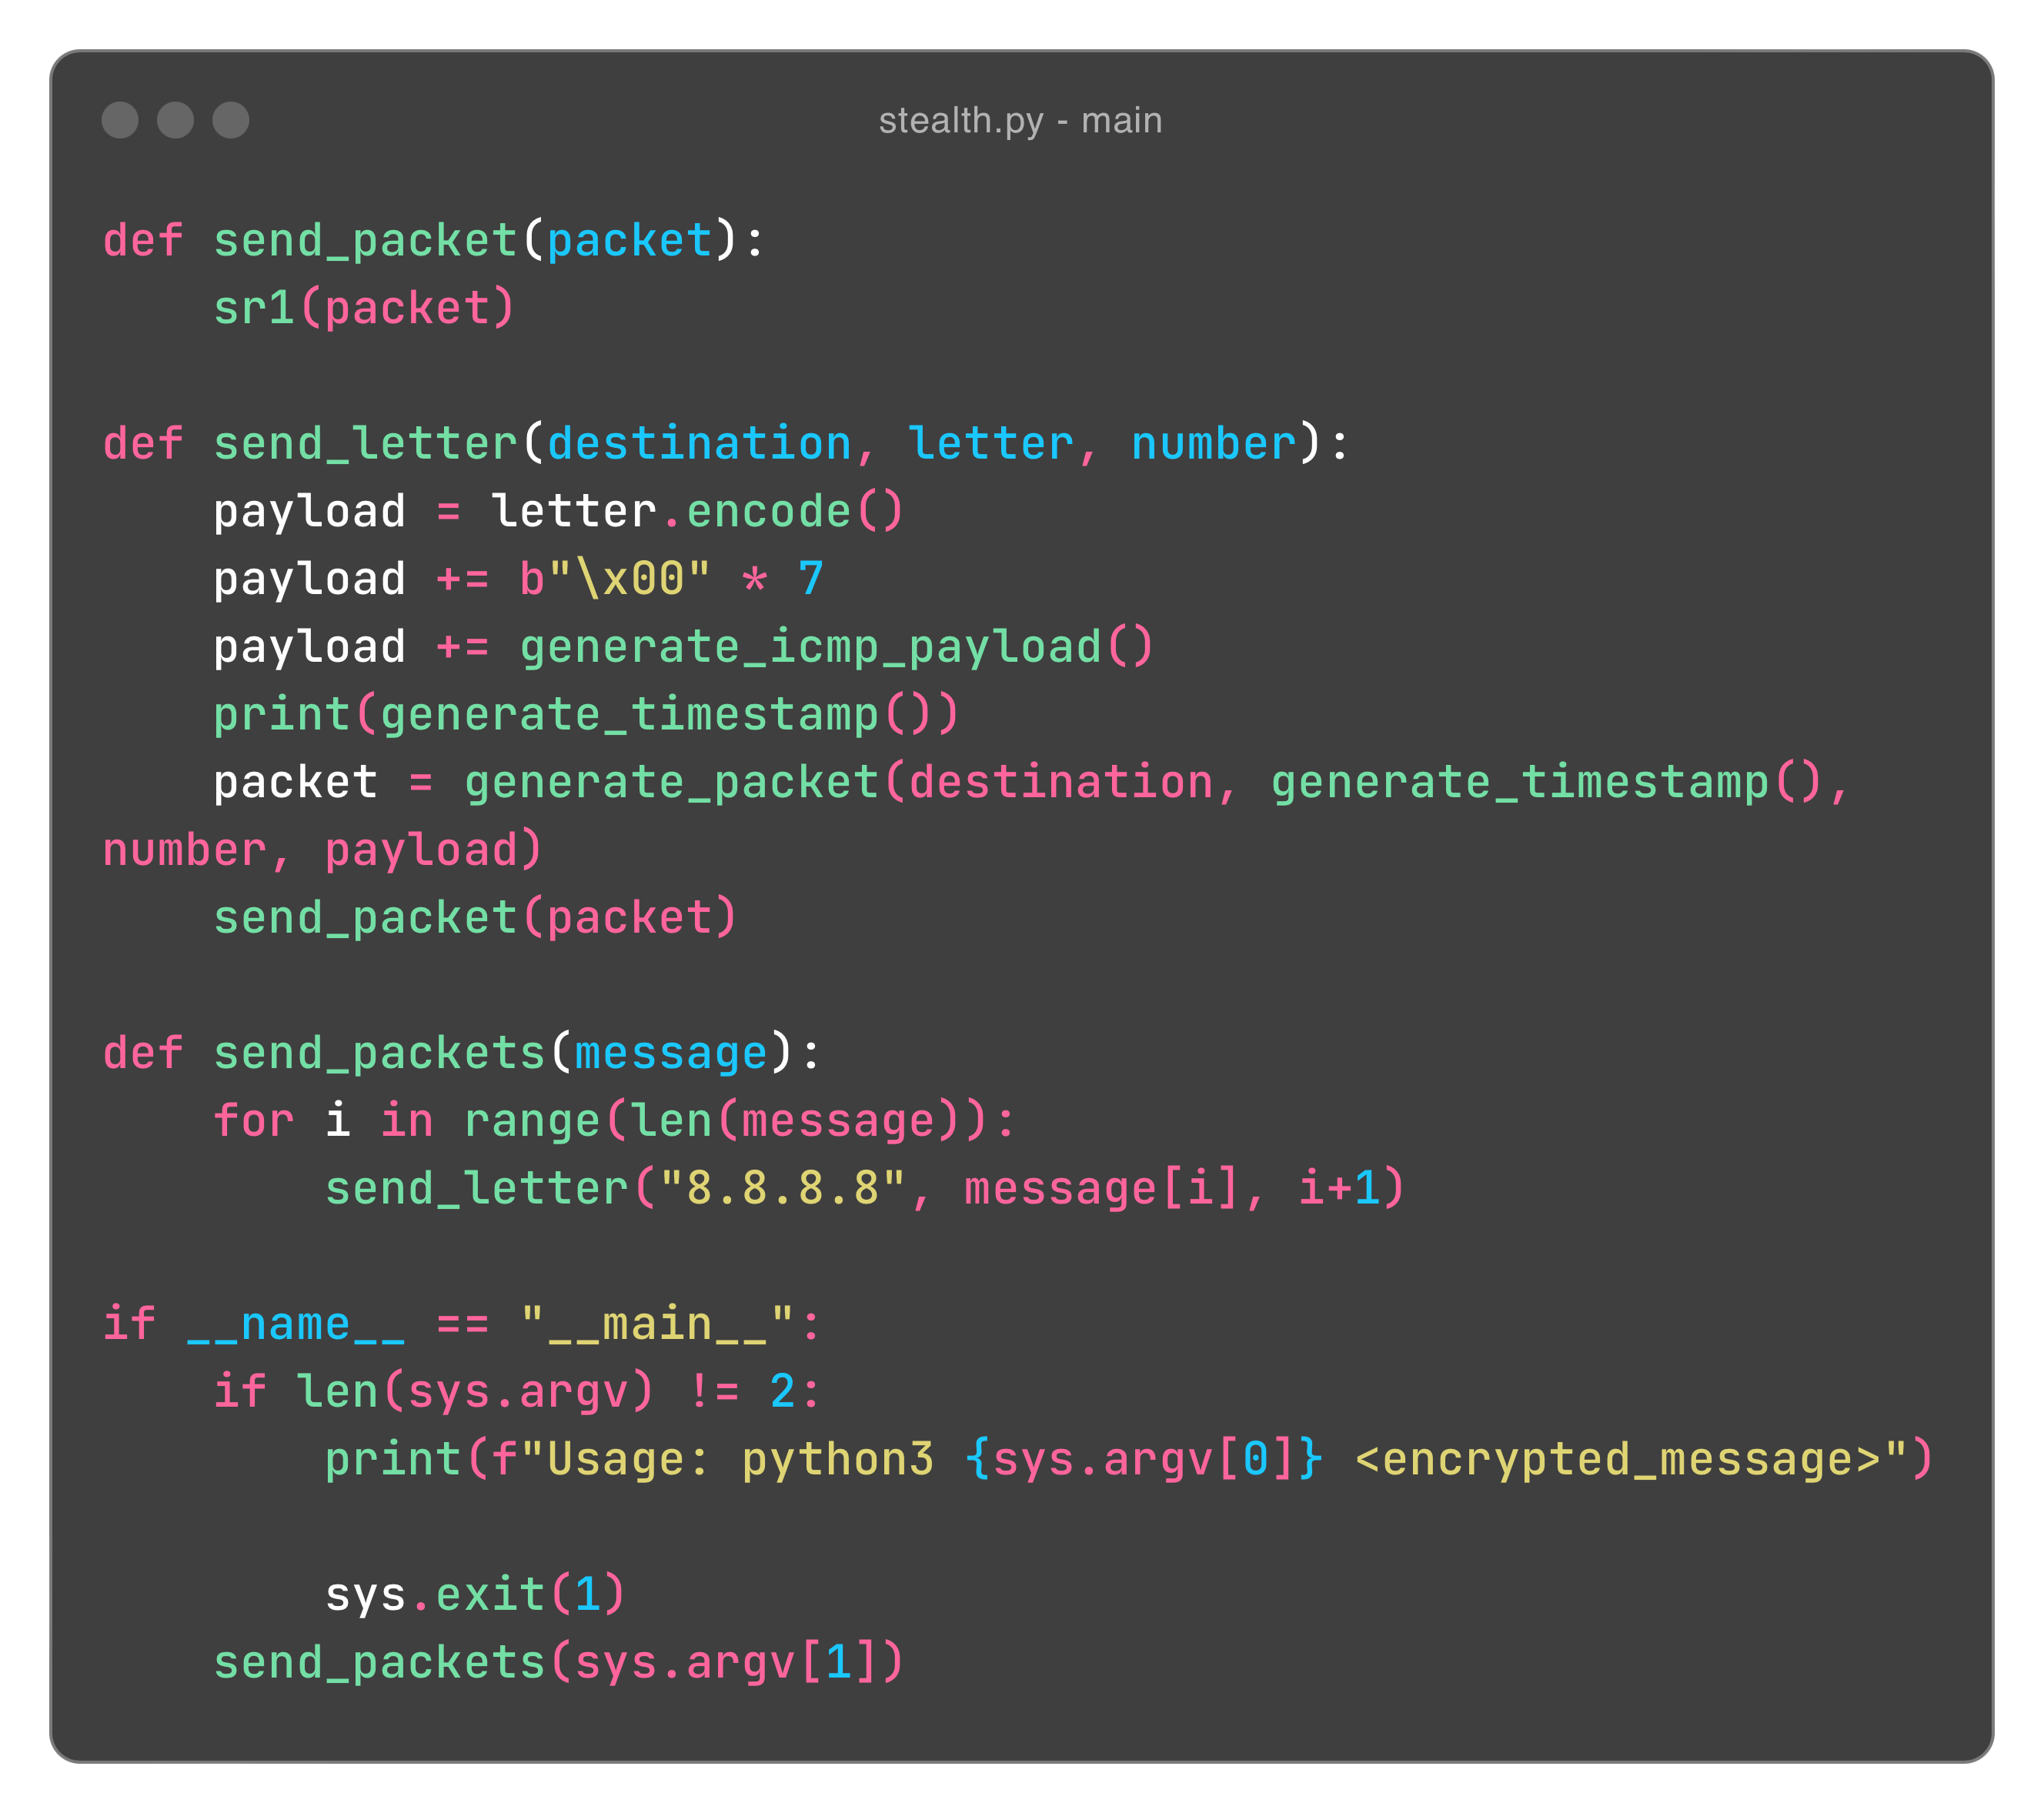 stealth.py - main
def send_packet(packet):
    sr1(packet)
def send_letter(destination, letter, number):
    payload = letter.encode()
    payload += b"\x00" * 7
    payload += generate_icmp_payload()
    print(generate_timestamp())
    packet = generate_packet(destination, generate_timestamp(),
number, payload)
    send_packet(packet)
def send_packets(message):
    for i in range(len(message)):
        send_letter("8.8.8.8", message[i], i+1)
if __name__ == "__main__":
    if len(sys.argv) != 2:
        print(f"Usage: python3 {sys.argv[0]} <encrypted_message>")
        sys.exit(1)
    send_packets(sys.argv[1])